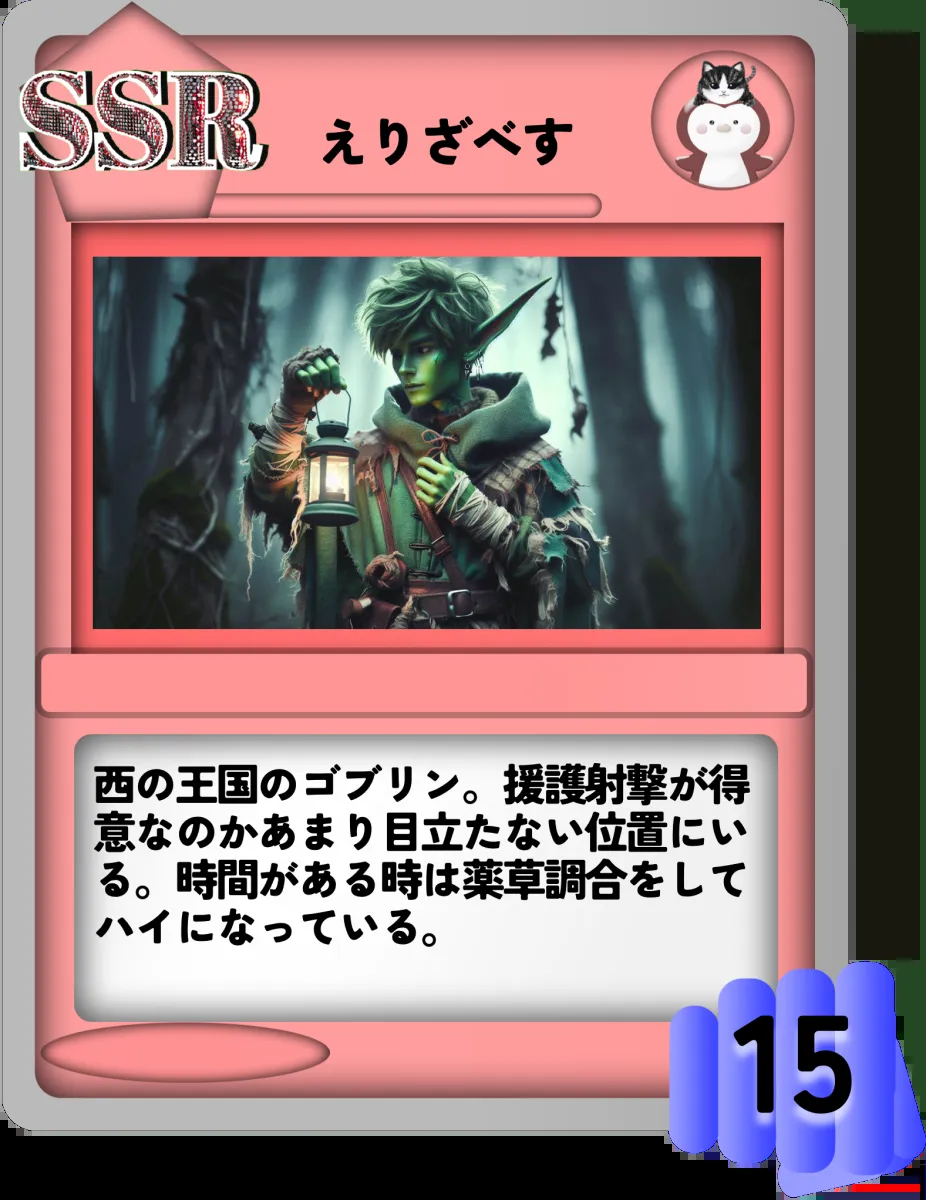 SSR
えりざべす
西の王国のゴブリン。援護射撃が得
意なのかあまり目立たない位置にい
る。時間がある時は薬草調合をして
ハイになっている。
15